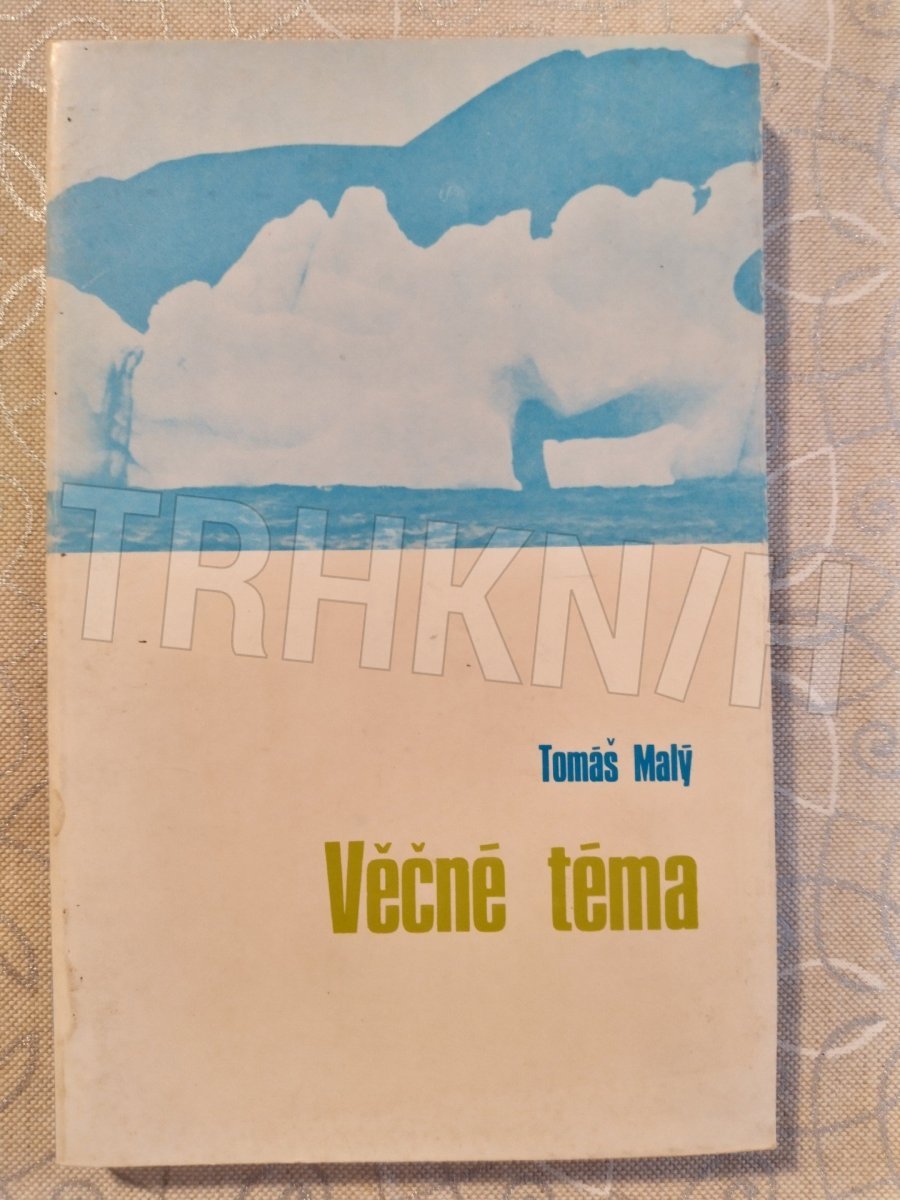 TRHKNIH
Tomáš Malý
Věčné téma